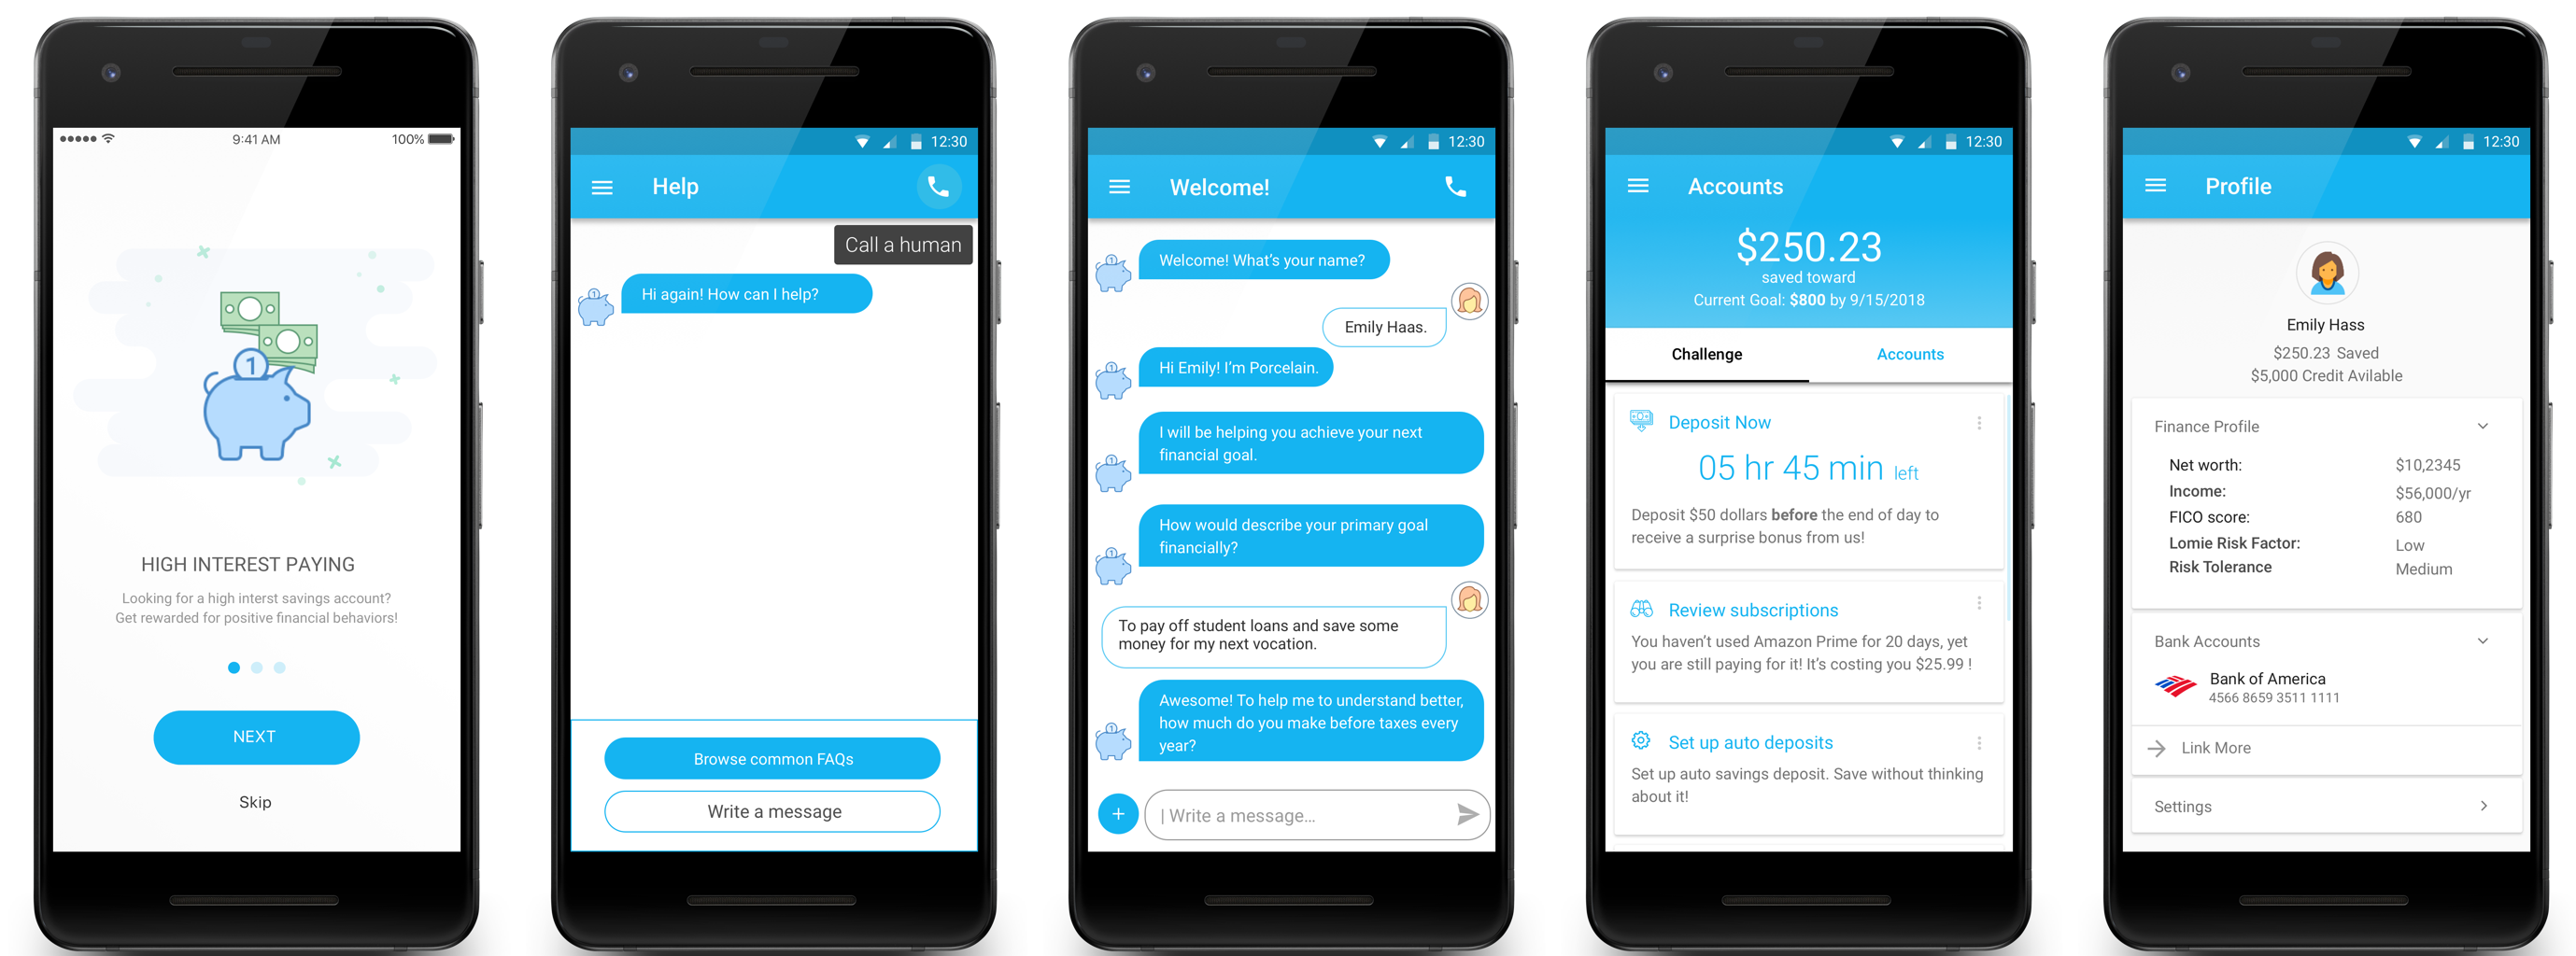 9:41 AM
100%
HIGH INTEREST PAYING
Looking for a high interst savings account?
Get rewarded for positive financial behaviors!
NEXT
Skip
12:30
Help
Call a human
1
Hi again! How can I help?
Browse common FAQs
Write a message
12:30
Welcome!
Welcome! What's your name?
Emily Haas.
Hi Emily! I'm Porcelain.
I will be helping you achieve your next
financial goal.
How would describe your primary goal
financially?
To pay off student loans and save some
money for my next vocation.
Awesome! To help me to understand better,
how much do you make before taxes every
year?
+
| Write a message...
12:30
Accounts
$250.23
saved toward
Current Goal: $800 by 9/15/2018
Challenge
Accounts
Deposit Now
05 hr 45 min left
Deposit $50 dollars before the end of day to
receive a surprise bonus from us!
Review subscriptions
You haven't used Amazon Prime for 20 days, yet
you are still paying for it! It's costing you $25.99 !
Set up auto deposits
Set up auto savings deposit. Save without thinking
about it!
12:30
Profile
Emily Hass
$250.23 Saved
$5,000 Credit Avilable
Finance Profile
Net worth: $10,2345
Income: $56,000/yr
FICO score: 680
Lomie Risk Factor: Low
Risk Tolerance Medium
Bank Accounts
Bank of America
4566 8659 3511 1111
Link More
Settings